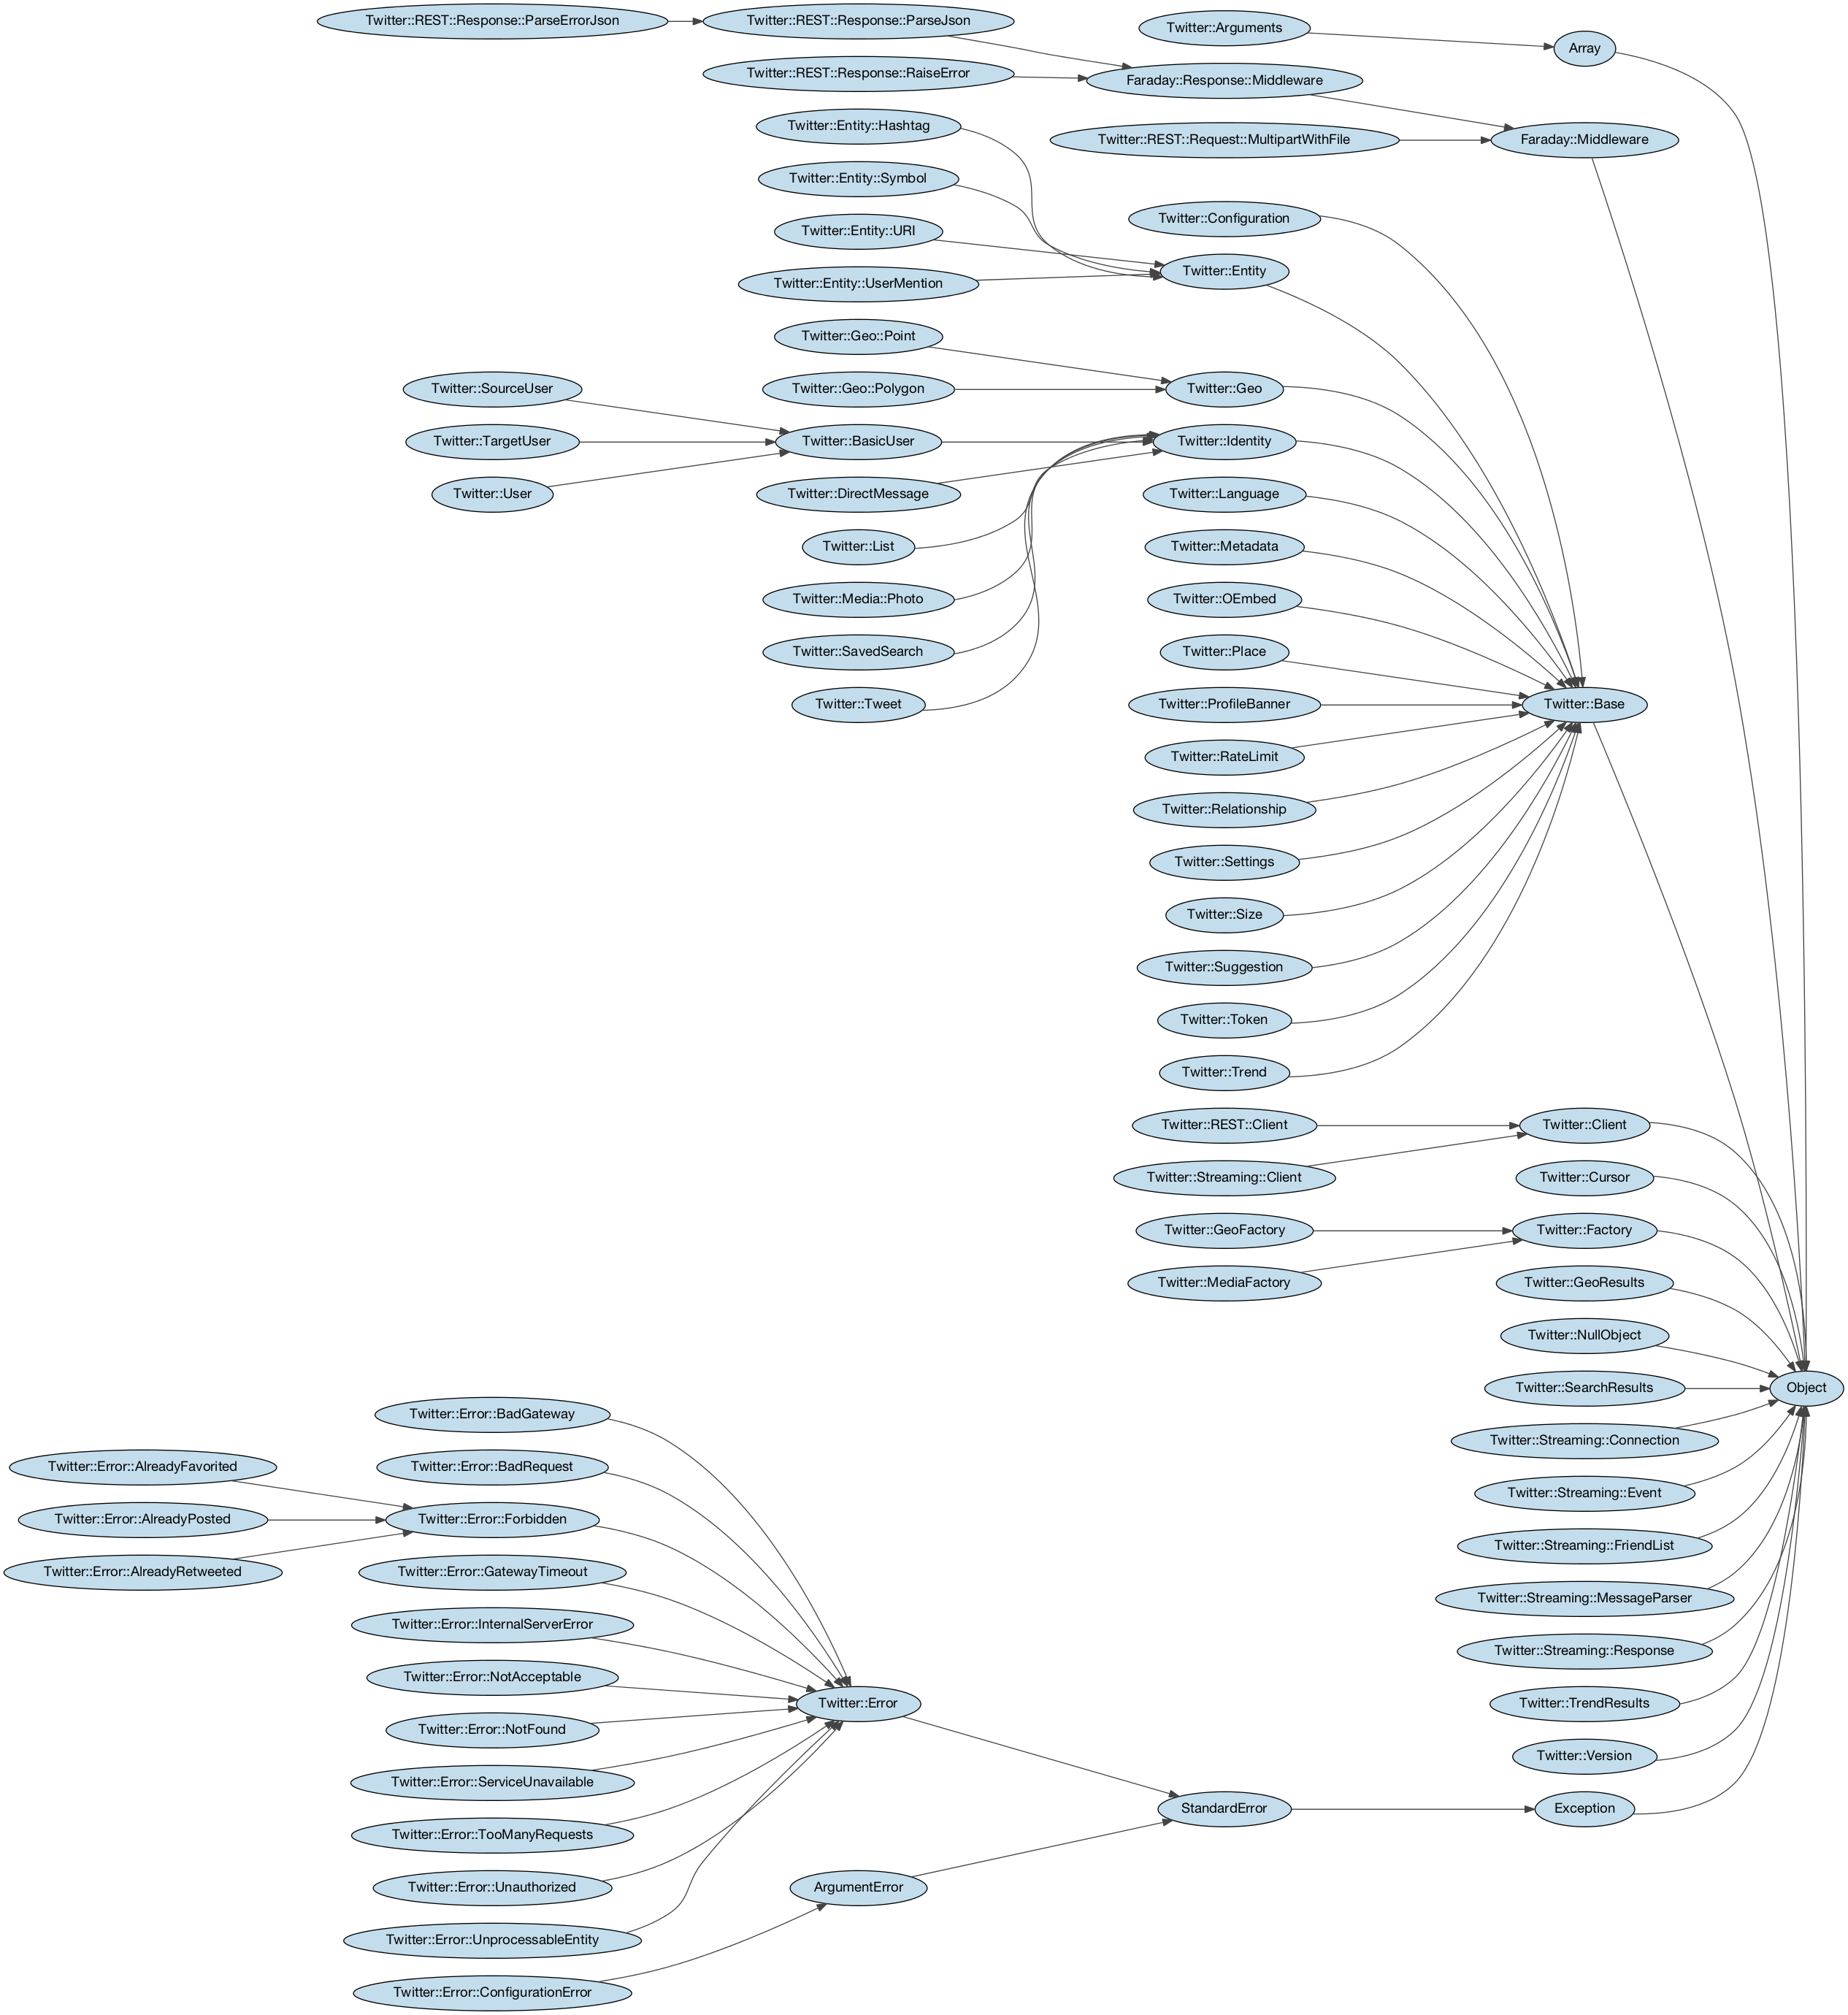 Twitter::REST::Response::ParseErrorJson
Twitter::REST::Response::ParseJson
Twitter::Arguments
Array
Twitter::REST::Response::RaiseError
Faraday::Response::Middleware
Twitter::Entity::Hashtag
Twitter::REST::Request::MultipartWithFile
Faraday::Middleware
Twitter::Entity::Symbol
Twitter::Configuration
Twitter::Entity::URI
Twitter::Entity
Twitter::Entity::UserMention
Twitter::Geo::Point
Twitter::SourceUser
Twitter::Geo::Polygon
Twitter::Geo
Twitter::TargetUser
Twitter::BasicUser
Twitter::Identity
Twitter::User
Twitter::DirectMessage
Twitter::Language
Twitter::List
Twitter::Metadata
Twitter::Media::Photo
Twitter::OEmbed
Twitter::SavedSearch
Twitter::Place
Twitter::Tweet
Twitter::ProfileBanner
Twitter::Base
Twitter::RateLimit
Twitter::Relationship
Twitter::Settings
Twitter::Size
Twitter::Suggestion
Twitter::Token
Twitter::Trend
Twitter::REST::Client
Twitter::Client
Twitter::Streaming::Client
Twitter::Cursor
Twitter::GeoFactory
Twitter::Factory
Twitter::MediaFactory
Twitter::GeoResults
Twitter::NullObject
Twitter::SearchResults
Object
Twitter::Error::BadGateway
Twitter::Streaming::Connection
Twitter::Error::AlreadyFavorited
Twitter::Error::BadRequest
Twitter::Streaming::Event
Twitter::Error::AlreadyPosted
Twitter::Error::Forbidden
Twitter::Streaming::FriendList
Twitter::Error::AlreadyRetweeted
Twitter::Error::GatewayTimeout
Twitter::Streaming::MessageParser
Twitter::Error::InternalServerError
Twitter::Streaming::Response
Twitter::Error::NotAcceptable
Twitter::Error
Twitter::TrendResults
Twitter::Error::NotFound
Twitter::Version
Twitter::Error::ServiceUnavailable
StandardError
Exception
Twitter::Error::TooManyRequests
Twitter::Error::Unauthorized
ArgumentError
Twitter::Error::UnprocessableEntity
Twitter::Error::ConfigurationError